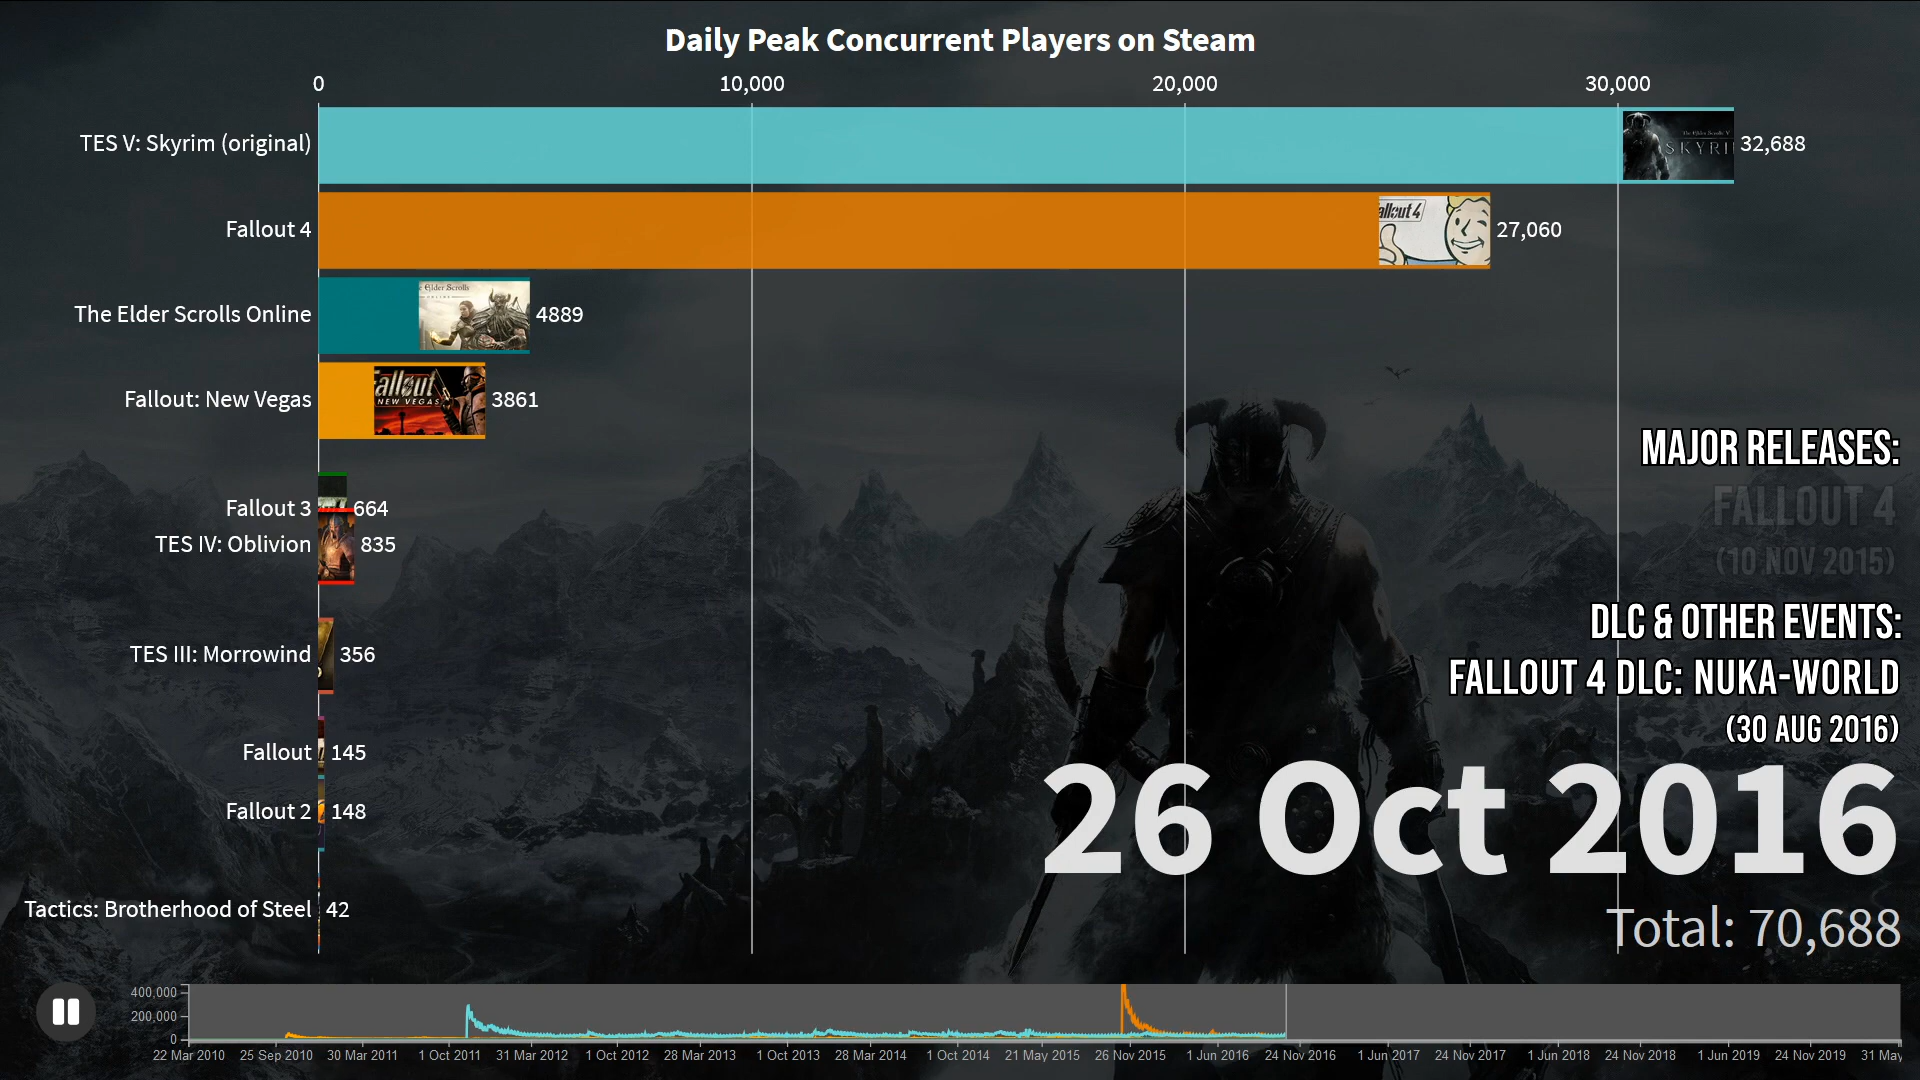 Daily Peak Concurrent Players on Steam
0 10,000 20,000 30,000
TES V: Skyrim (original) 32,688
Fallout 4 27,060
The Elder Scrolls Online 4889
Fallout: New Vegas 3861
Fallout 3 664
TES IV: Oblivion 835
TES III: Morrowind 356
Fallout 145
Fallout 2 148
Tactics: Brotherhood of Steel 42
MAJOR RELEASES:
FALLOUT 4
(10 NOV 2015)
DLC & OTHER EVENTS:
FALLOUT 4 DLC: NUKA-WORLD
(30 AUG 2016)
26 Oct 2016
Total: 70,688
400,000
200,000
0
22 Mar 2010 25 Sep 2010 30 Mar 2011 1 Oct 2011 31 Mar 2012 1 Oct 2012 28 Mar 2013 1 Oct 2013 28 Mar 2014 1 Oct 2014 21 May 2015 26 Nov 2015 1 Jun 2016 24 Nov 2016 1 Jun 2017 24 Nov 2017 1 Jun 2018 24 Nov 2018 1 Jun 2019 24 Nov 2019 31 May